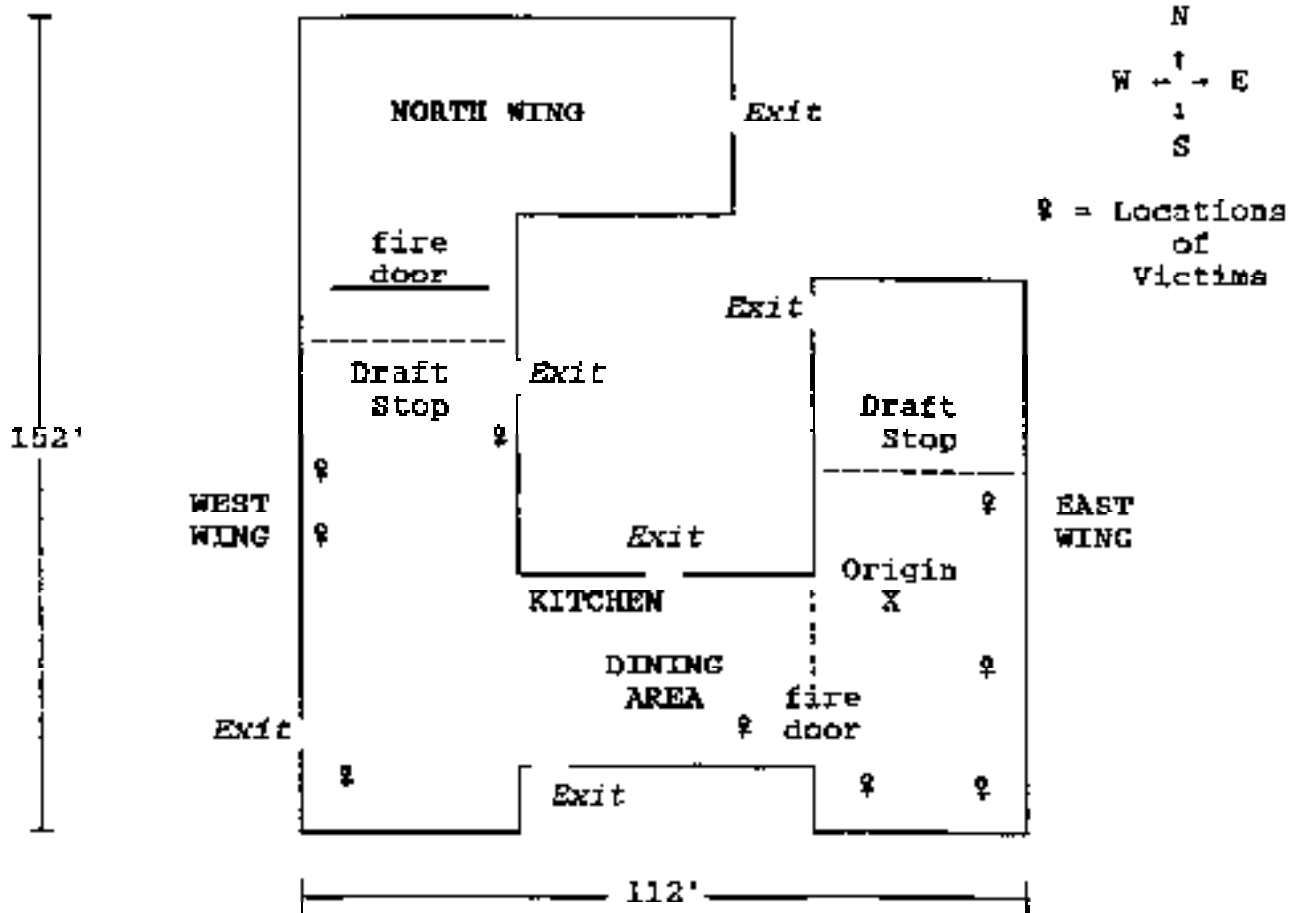 N
W E
S
NORTH WING
Exit
♀ = Locations
of
Victims
fire
door
Exit
Draft
Stop
Exit
Draft
Stop
152'
WEST
WING
EAST
WING
Exit
Origin
X
KITCHEN
DINING
AREA
fire
door
Exit
Exit
112'